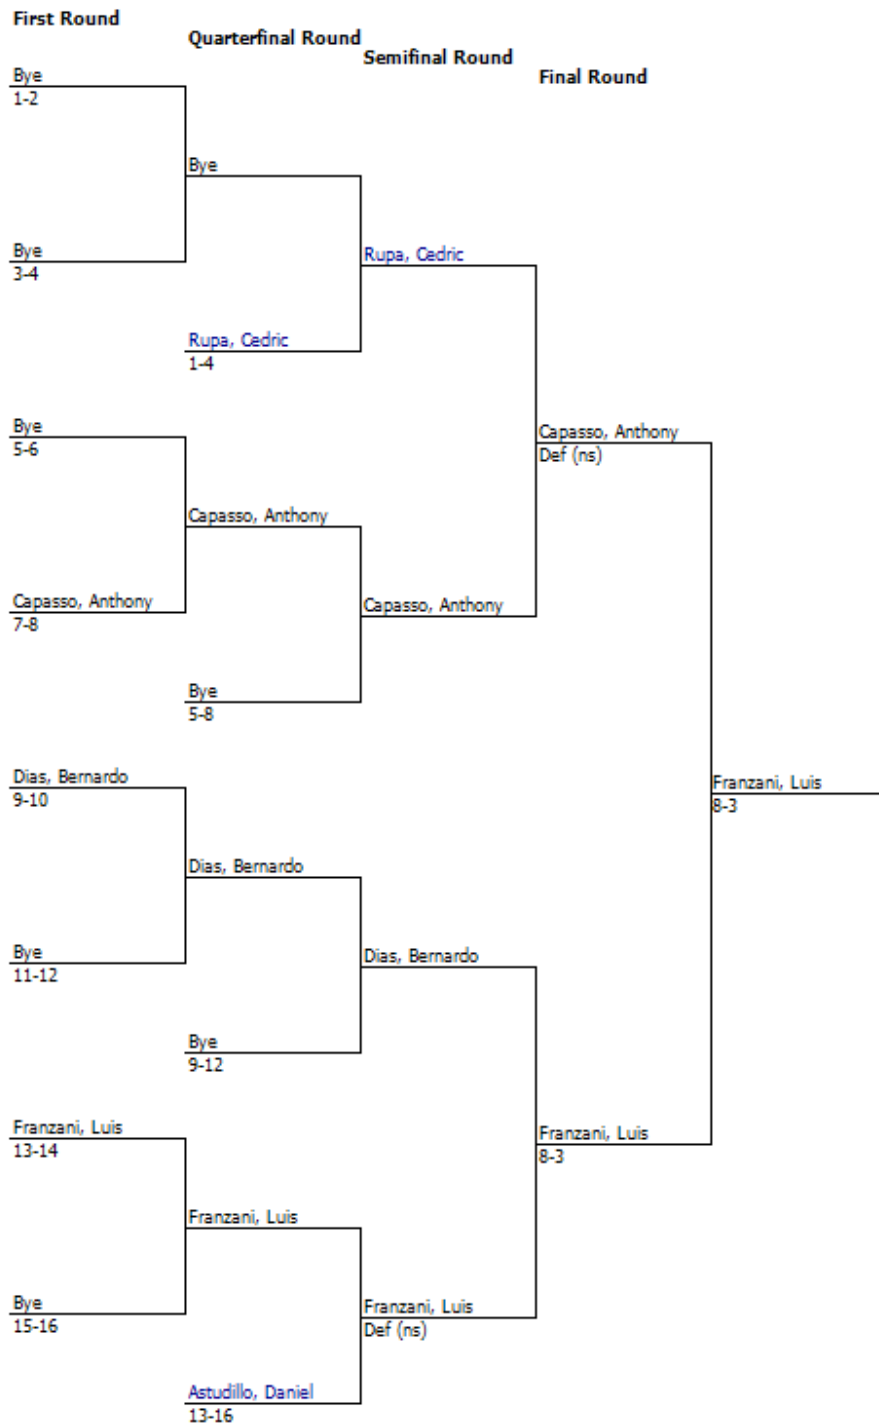 First Round
Quarterfinal Round
Semifinal Round
Final Round
Bye
1-2
Bye
Bye
3-4
Rupa, Cedric
Rupa, Cedric
1-4
Bye
5-6
Capasso, Anthony
Def (ns)
Capasso, Anthony
Capasso, Anthony
7-8
Capasso, Anthony
Bye
5-8
Dias, Bernardo
9-10
Franzani, Luis
8-3
Dias, Bernardo
Bye
11-12
Dias, Bernardo
Bye
9-12
Franzani, Luis
13-14
Franzani, Luis
8-3
Franzani, Luis
Bye
15-16
Franzani, Luis
Def (ns)
Astudillo, Daniel
13-16